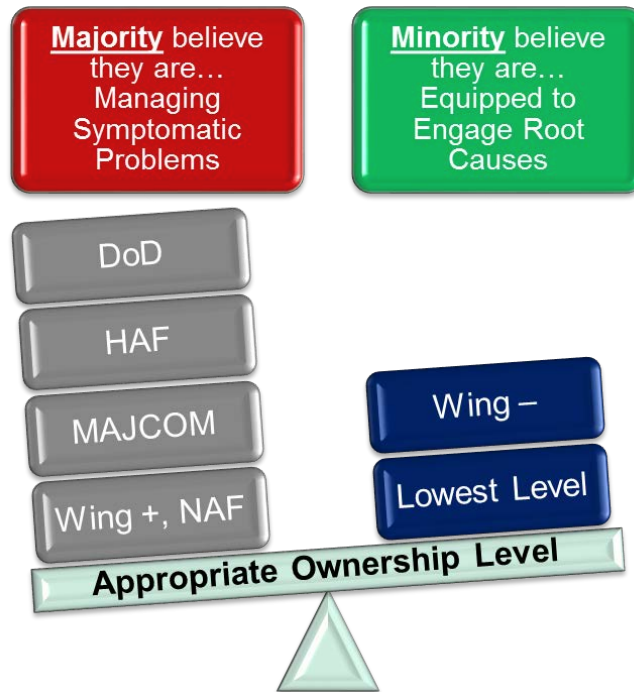 Majority believe
they are…
Managing
Symptomatic
Problems
Minority believe
they are…
Equipped to
Engage Root
Causes
DoD
HAF
MAJCOM
Wing +, NAF
Wing –
Lowest Level
Appropriate Ownership Level